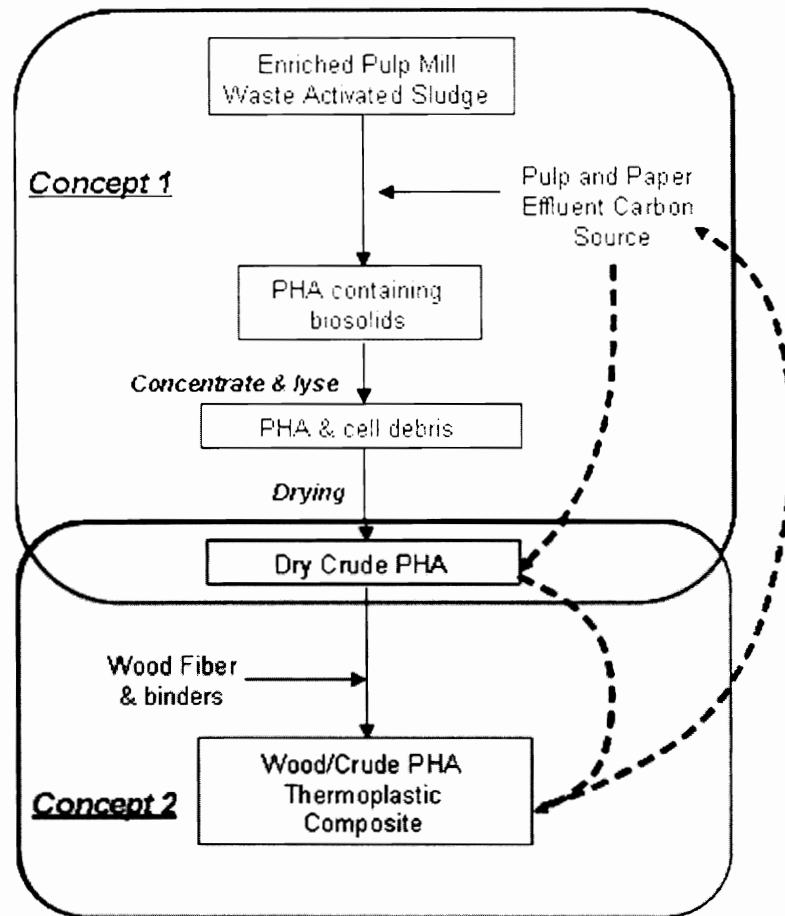 Enriched Pulp Mill
Waste Activated Sludge
Concept 1
Pulp and Paper
Effluent Carbon
Source
PHA containing
biosolids
Concentrate & lyse
PHA & cell debris
Drying
Dry Crude PHA
Wood Fiber
& binders
Wood/Crude PHA
Thermoplastic
Composite
Concept 2